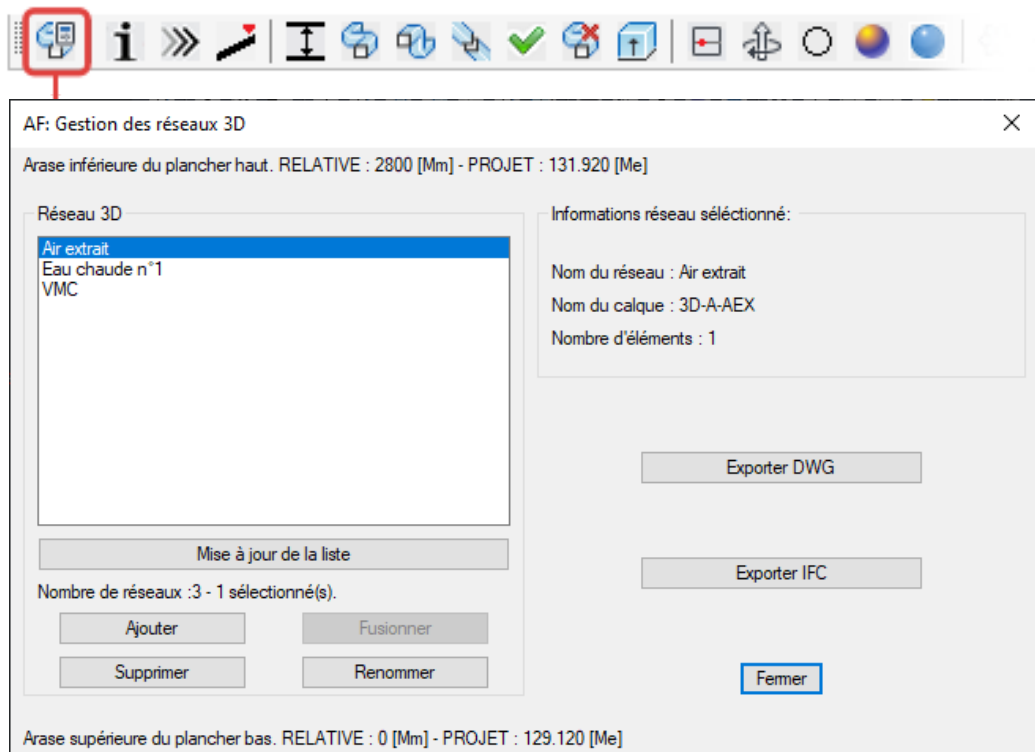 AF: Gestion des réseaux 3D
Arase inférieure du plancher haut. RELATIVE : 2800 [Mm] - PROJET : 131.920 [Me]
Réseau 3D
Air extrait
Eau chaude n°1
VMC
Mise à jour de la liste
Nombre de réseaux :3 - 1 sélectionné(s).
Ajouter
Fusionner
Supprimer
Renommer
Informations réseau séléctionné:
Nom du réseau : Air extrait
Nom du calque : 3D-A-AEX
Nombre d'éléments : 1
Exporter DWG
Exporter IFC
Fermer
Arase supérieure du plancher bas. RELATIVE : 0 [Mm] - PROJET : 129.120 [Me]